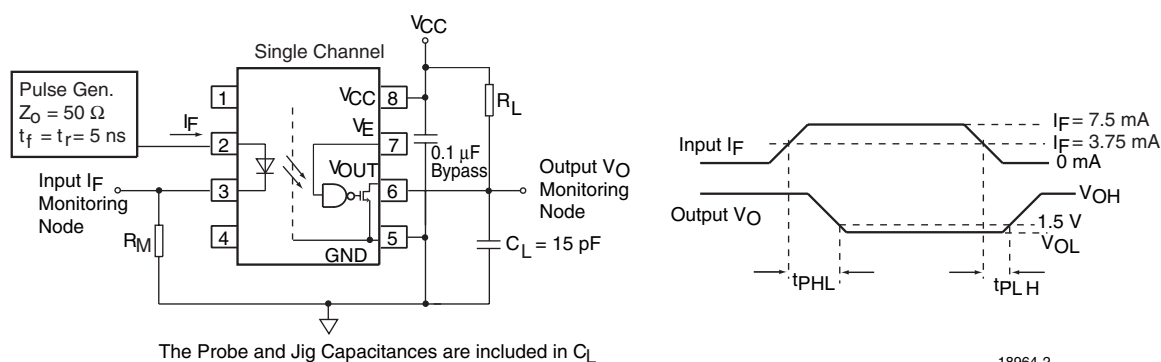 VCC
Single Channel
Pulse Gen.
ZO = 50 Ω
tf = tr= 5 ns
IF
1
2
3
4
VCC
VE
VOUT
GND
8
7
6
5
RL
0.1 μF
Bypass
Input IF
Monitoring
Node
RM
Output VO
Monitoring
Node
CL = 15 pF
The Probe and Jig Capacitances are included in CL
Input IF
IF = 7.5 mA
IF = 3.75 mA
0 mA
Output VO
VOH
1.5 V
VOL
tPHL
tPLH
18964-2